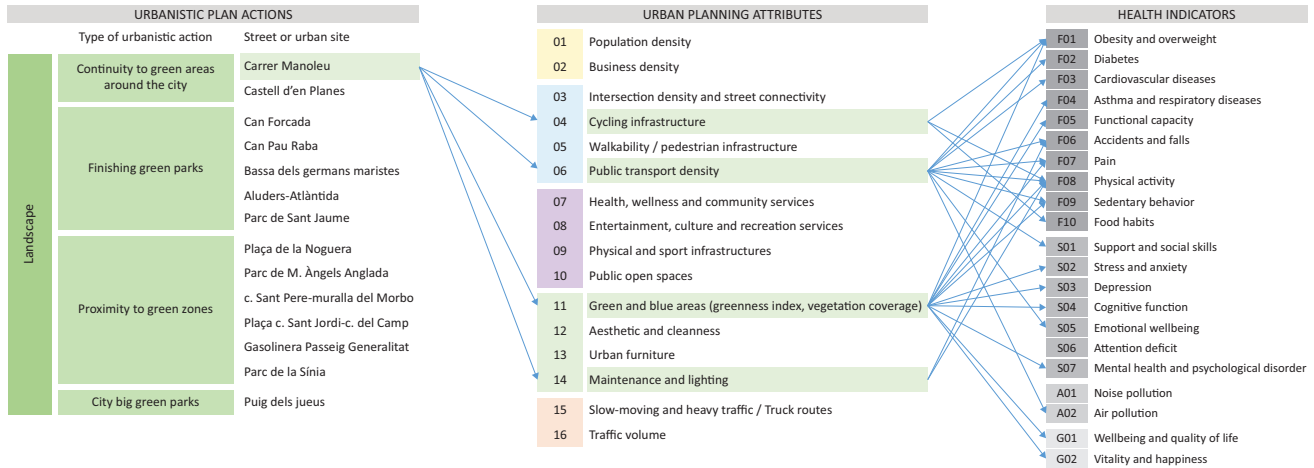 URBANISTIC PLAN ACTIONS
Type of urbanistic action
Street or urban site
Landscape
Continuity to green areas
around the city
Carrer Manoleu
Castell d'en Planes
Finishing green parks
Can Forcada
Can Pau Raba
Bassa dels germans maristes
Aluders-Atlàntida
Parc de Sant Jaume
Proximity to green zones
Plaça de la Noguera
Parc de M. Àngels Anglada
c. Sant Pere-muralla del Morbo
Plaça c. Sant Jordi-c. del Camp
Gasolinera Passeig Generalitat
Parc de la Sínia
City big green parks
Puig dels jueus
URBAN PLANNING ATTRIBUTES
01 Population density
02 Business density
03 Intersection density and street connectivity
04 Cycling infrastructure
05 Walkability / pedestrian infrastructure
06 Public transport density
07 Health, wellness and community services
08 Entertainment, culture and recreation services
09 Physical and sport infrastructures
10 Public open spaces
11 Green and blue areas (greenness index, vegetation coverage)
12 Aesthetic and cleanness
13 Urban furniture
14 Maintenance and lighting
15 Slow-moving and heavy traffic / Truck routes
16 Traffic volume
HEALTH INDICATORS
F01 Obesity and overweight
F02 Diabetes
F03 Cardiovascular diseases
F04 Asthma and respiratory diseases
F05 Functional capacity
F06 Accidents and falls
F07 Pain
F08 Physical activity
F09 Sedentary behavior
F10 Food habits
S01 Support and social skills
S02 Stress and anxiety
S03 Depression
S04 Cognitive function
S05 Emotional wellbeing
S06 Attention deficit
S07 Mental health and psychological disorder
A01 Noise pollution
A02 Air pollution
G01 Wellbeing and quality of life
G02 Vitality and happiness